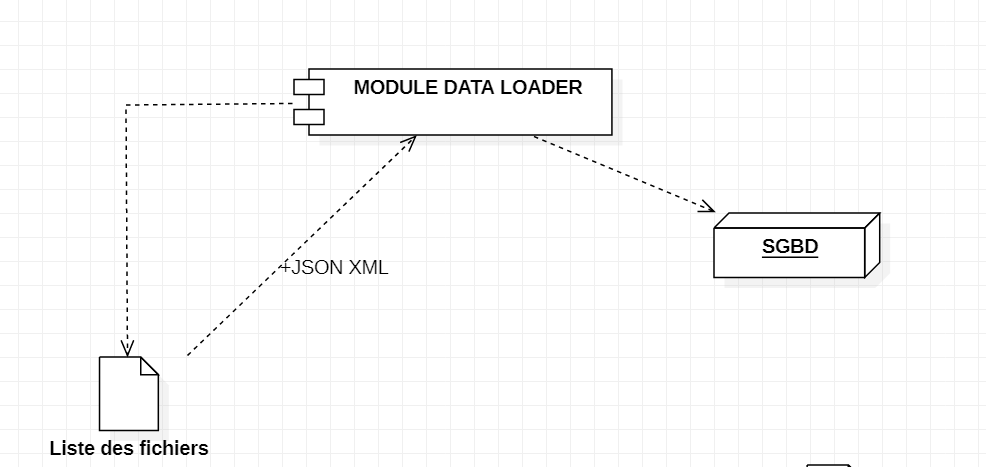 MODULE DATA LOADER
SGBD
+JSON XML
Liste des fichiers